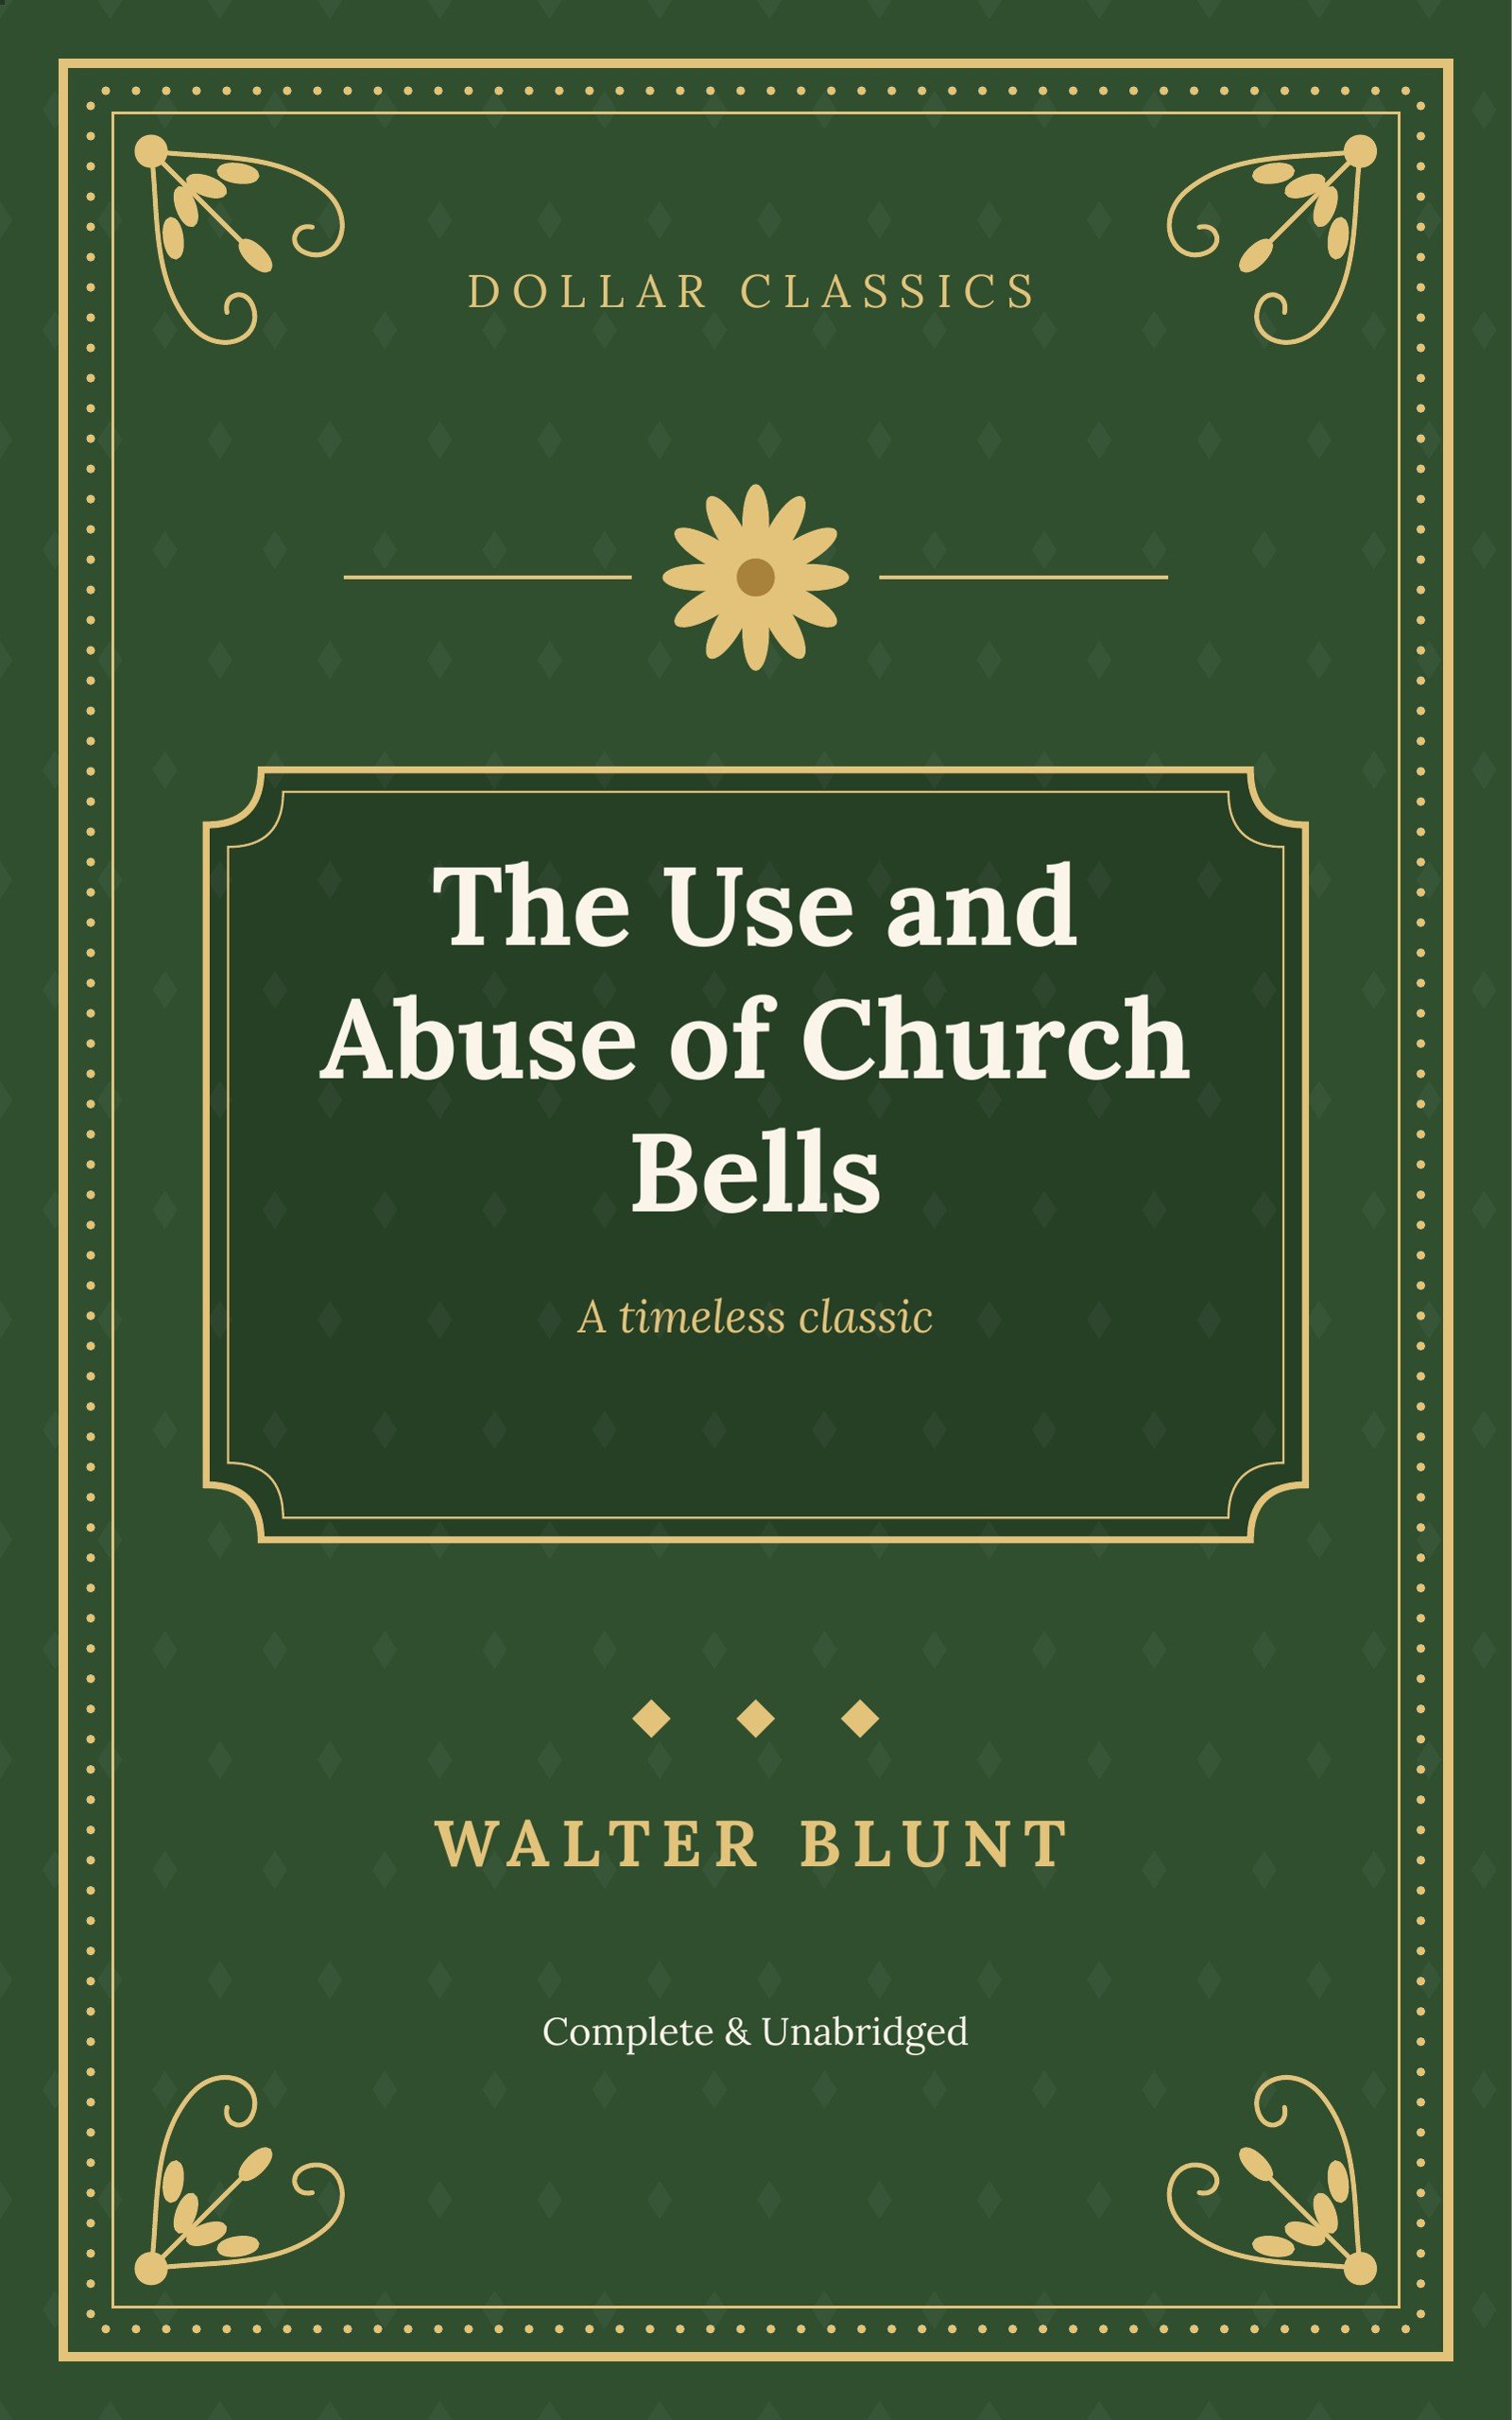 DOLLAR CLASSICS
The Use and
Abuse of Church
Bells
A timeless classic
WALTER BLUNT
Complete & Unabridged